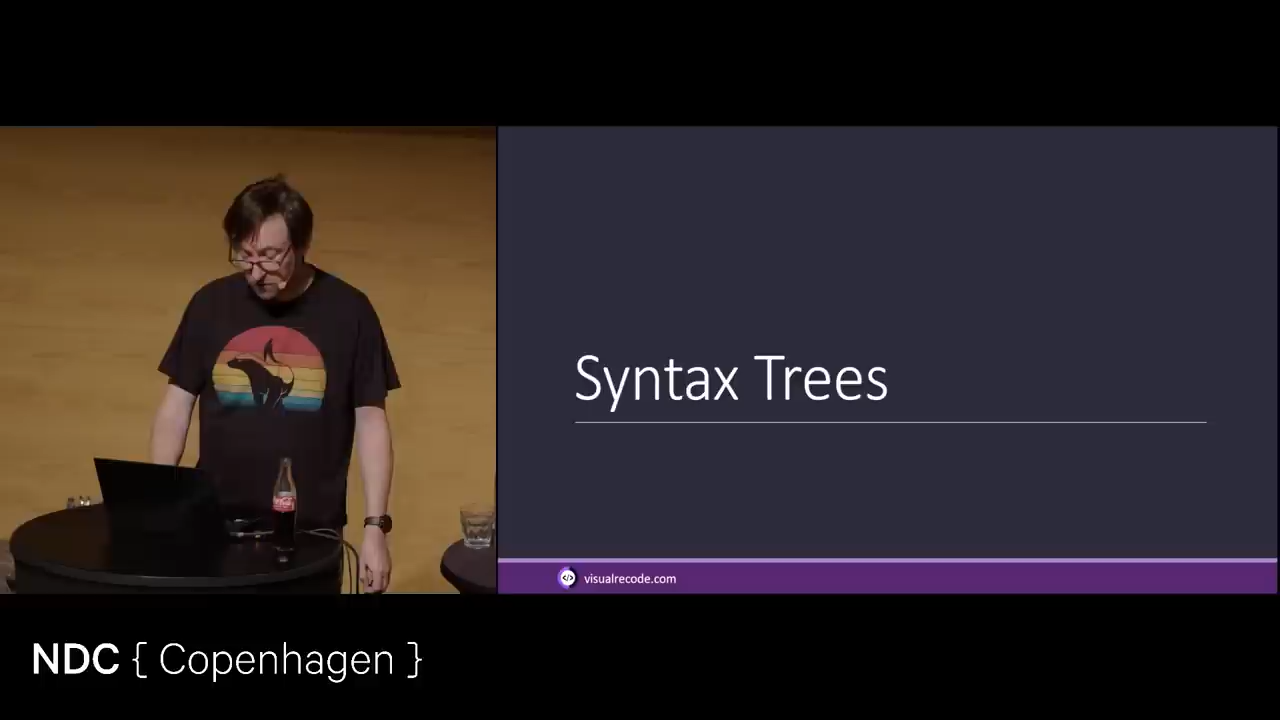 Syntax Trees
</> visualrecode.com
NDC { Copenhagen }